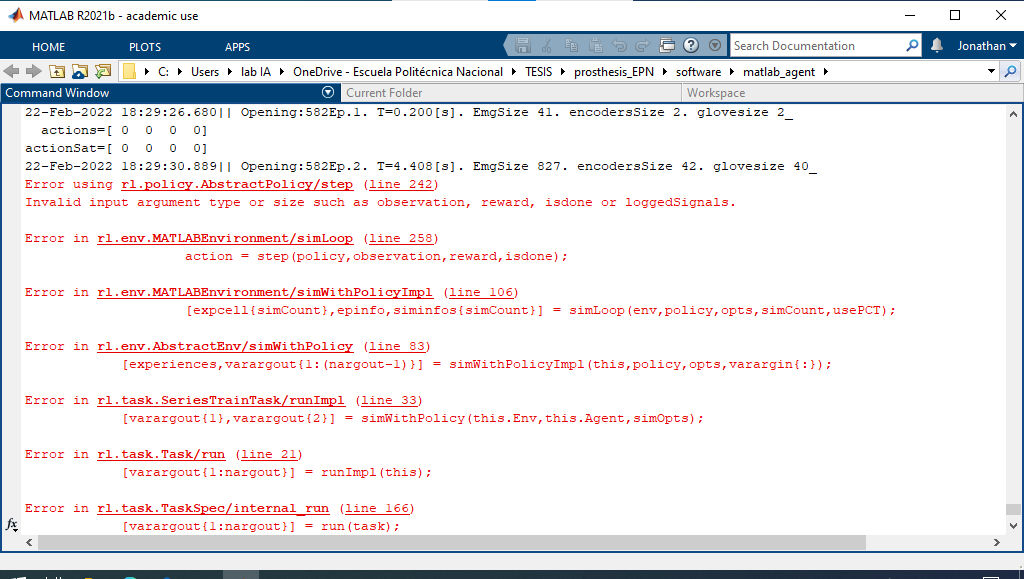 MATLAB R2021b - academic use
HOME PLOTS APPS Search Documentation Jonathan
C: Users lab IA OneDrive - Escuela Politécnica Nacional TESIS prosthesis_EPN software matlab_agent
Command Window Current Folder Workspace
22-Feb-2022 18:29:26.680|| Opening:582Ep.1. T=0.200[s]. EmgSize 41. encodersSize 2. glovesize 2_
actions=[ 0 0 0 0]
actionSat=[ 0 0 0 0]
22-Feb-2022 18:29:30.889|| Opening:582Ep.2. T=4.408[s]. EmgSize 827. encodersSize 42. glovesize 40_
Error using rl.policy.AbstractPolicy/step (line 242)
Invalid input argument type or size such as observation, reward, isdone or loggedSignals.
Error in rl.env.MATLABEnvironment/simLoop (line 258)
action = step(policy,observation,reward,isdone);
Error in rl.env.MATLABEnvironment/simWithPolicyImpl (line 106)
[expcell{simCount},epinfo,siminfos{simCount}] = simLoop(env,policy,opts,simCount,usePCT);
Error in rl.env.AbstractEnv/simWithPolicy (line 83)
[experiences,varargout{1:(nargout-1)}] = simWithPolicyImpl(this,policy,opts,varargin{:});
Error in rl.task.SeriesTrainTask/runImpl (line 33)
[varargout{1},varargout{2}] = simWithPolicy(this.Env,this.Agent,simOpts);
Error in rl.task.Task/run (line 21)
[varargout{1:nargout}] = runImpl(this);
Error in rl.task.TaskSpec/internal_run (line 166)
fx [varargout{1:nargout}] = run(task);